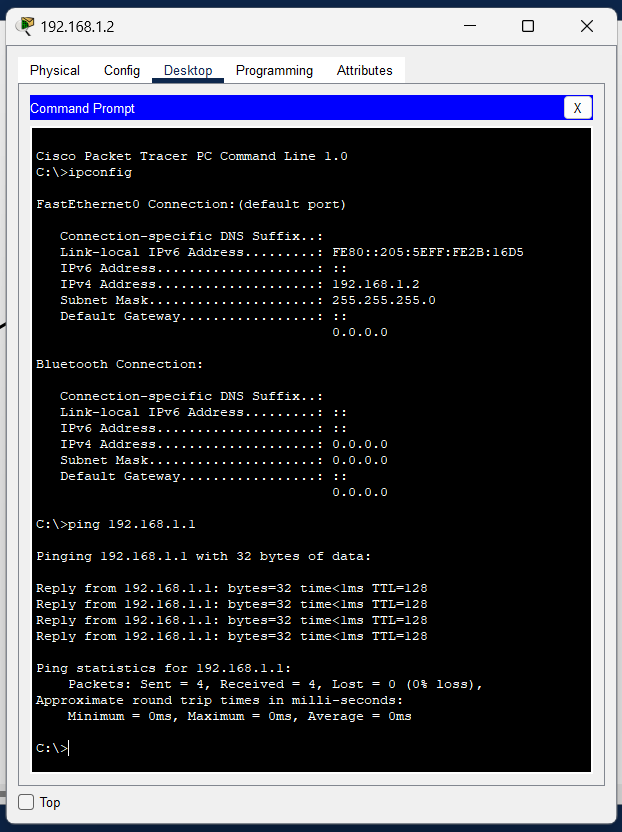 192.168.1.2
Physical Config Desktop Programming Attributes
Command Prompt X
Cisco Packet Tracer PC Command Line 1.0
C:\>ipconfig
FastEthernet0 Connection:(default port)
Connection-specific DNS Suffix..:
Link-local IPv6 Address.........: FE80::205:5EFF:FE2B:16D5
IPv6 Address....................: ::
IPv4 Address....................: 192.168.1.2
Subnet Mask.....................: 255.255.255.0
Default Gateway.................: ::
0.0.0.0
Bluetooth Connection:
Connection-specific DNS Suffix..:
Link-local IPv6 Address.........: ::
IPv6 Address....................: ::
IPv4 Address....................: 0.0.0.0
Subnet Mask.....................: 0.0.0.0
Default Gateway.................: ::
0.0.0.0
C:\>ping 192.168.1.1
Pinging 192.168.1.1 with 32 bytes of data:
Reply from 192.168.1.1: bytes=32 time<1ms TTL=128
Reply from 192.168.1.1: bytes=32 time<1ms TTL=128
Reply from 192.168.1.1: bytes=32 time<1ms TTL=128
Reply from 192.168.1.1: bytes=32 time<1ms TTL=128
Ping statistics for 192.168.1.1:
Packets: Sent = 4, Received = 4, Lost = 0 (0% loss),
Approximate round trip times in milli-seconds:
Minimum = 0ms, Maximum = 0ms, Average = 0ms
C:\>
Top